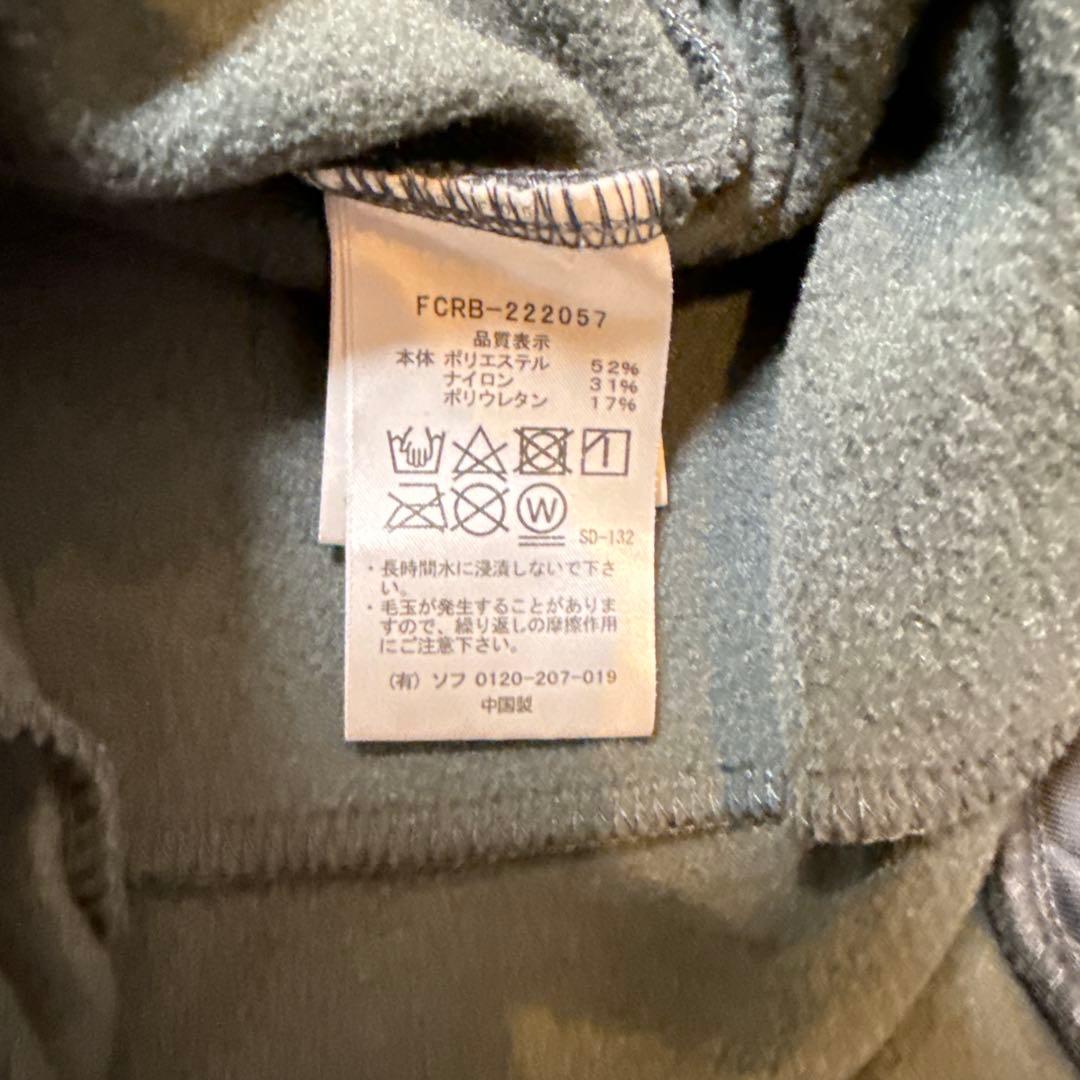 FCRB-222057
品質表示
本体 ポリエステル 52%
ナイロン 31%
ポリウレタン 17%
W
SD-132
・長時間水に浸漬しないで下さ
い。
・毛玉が発生することがありま
すので、繰り返しの摩擦作用
にご注意下さい。
(有) ソフ 0120-207-019
中国製